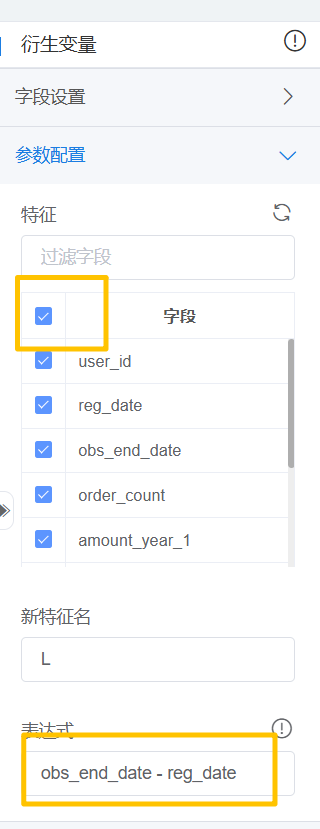 衍生变量
字段设置
参数配置
特征
过滤字段
字段
user_id
reg_date
obs_end_date
order_count
amount_year_1
新特征名
L
表达式
obs_end_date - reg_date